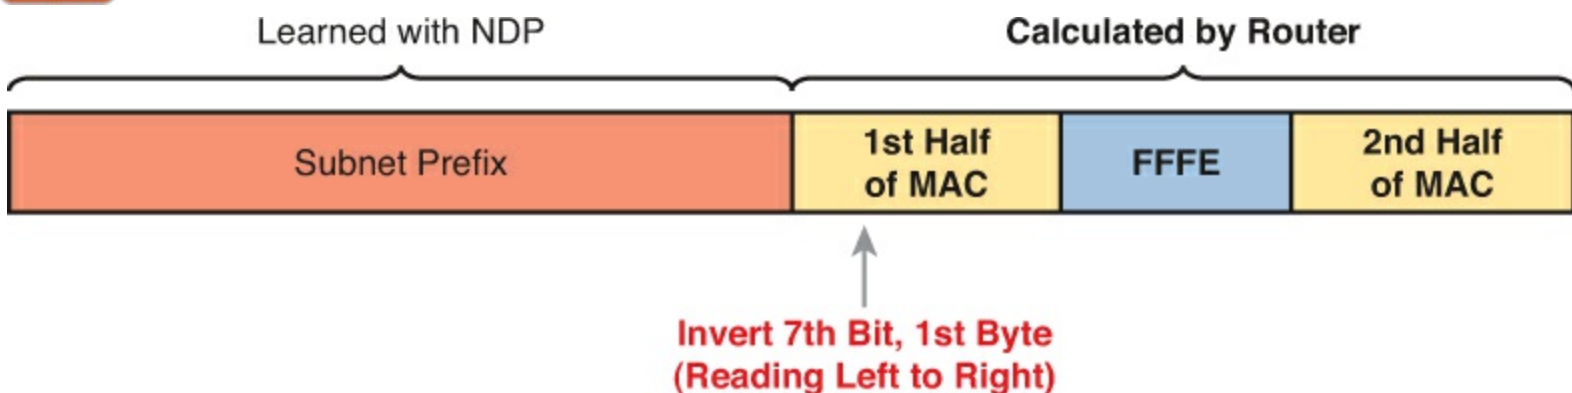 Learned with NDP
Calculated by Router
Subnet Prefix
1st Half
of MAC
FFFE
2nd Half
of MAC
Invert 7th Bit, 1st Byte
(Reading Left to Right)